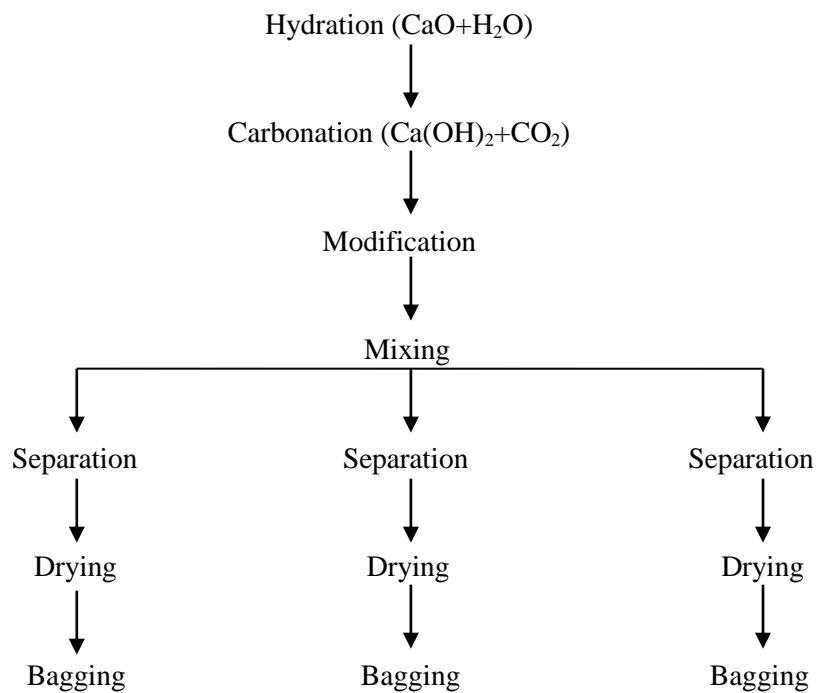 Hydration (CaO+H₂O)
Carbonation (Ca(OH)₂+CO₂)
Modification
Mixing
Separation Separation Separation
Drying Drying Drying
Bagging Bagging Bagging